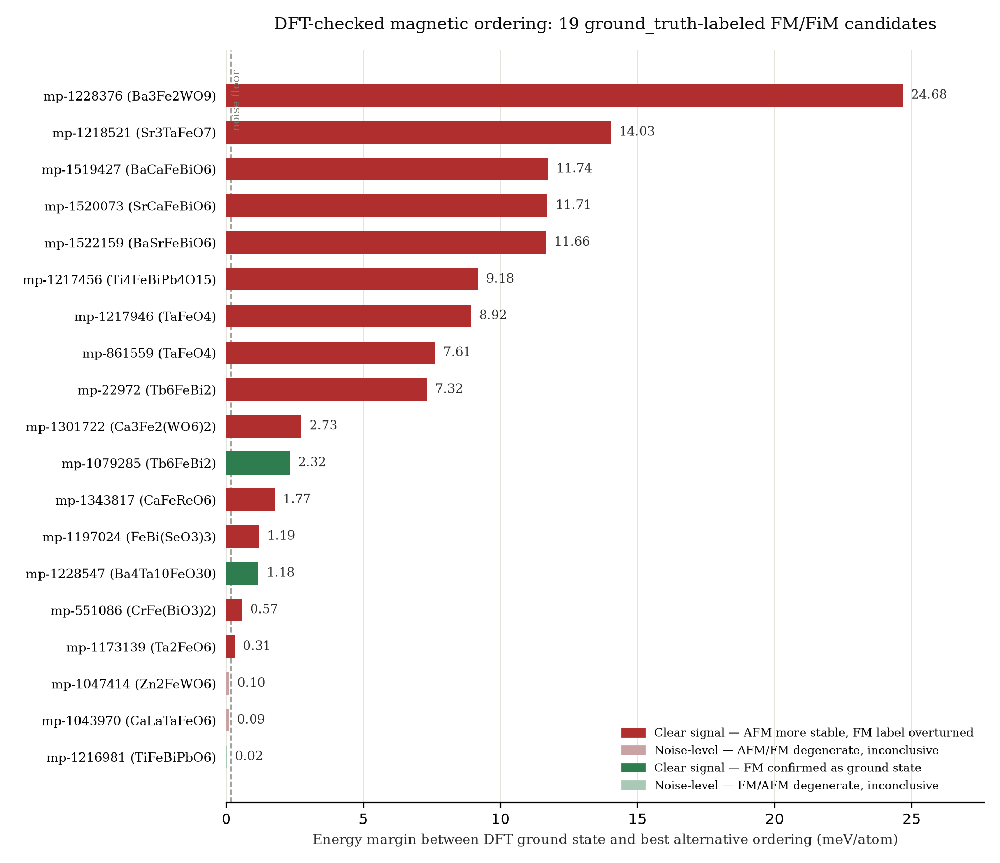 DFT-checked magnetic ordering: 19 ground_truth-labeled FM/FiM candidates
noise floor
mp-1228376 (Ba3Fe2WO9) 24.68
mp-1218521 (Sr3TaFeO7) 14.03
mp-1519427 (BaCaFeBiO6) 11.74
mp-1520073 (SrCaFeBiO6) 11.71
mp-1522159 (BaSrFeBiO6) 11.66
mp-1217456 (Ti4FeBiPb4O15) 9.18
mp-1217946 (TaFeO4) 8.92
mp-861559 (TaFeO4) 7.61
mp-22972 (Tb6FeBi2) 7.32
mp-1301722 (Ca3Fe2(WO6)2) 2.73
mp-1079285 (Tb6FeBi2) 2.32
mp-1343817 (CaFeReO6) 1.77
mp-1197024 (FeBi(SeO3)3) 1.19
mp-1228547 (Ba4Ta10FeO30) 1.18
mp-551086 (CrFe(BiO3)2) 0.57
mp-1173139 (Ta2FeO6) 0.31
mp-1047414 (Zn2FeWO6) 0.10
mp-1043970 (CaLaTaFeO6) 0.09
mp-1216981 (TiFeBiPbO6) 0.02
Clear signal — AFM more stable, FM label overturned
Noise-level — AFM/FM degenerate, inconclusive
Clear signal — FM confirmed as ground state
Noise-level — FM/AFM degenerate, inconclusive
0 5 10 15 20 25
Energy margin between DFT ground state and best alternative ordering (meV/atom)